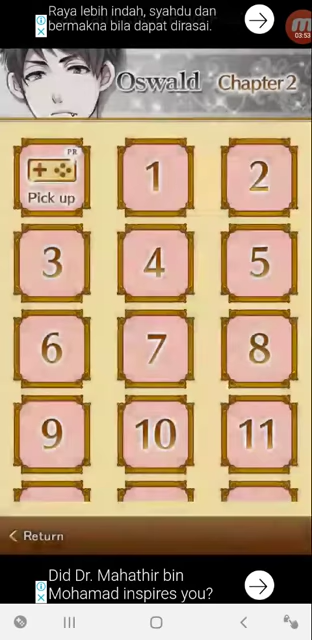 Raya lebih indah, syahdu dan
bermakna bila dapat dirasai.
03:53
Oswald Chapter 2
PR
Pick up
1
2
3
4
5
6
7
8
9
10
11
Return
Did Dr. Mahathir bin
Mohamad inspires you?